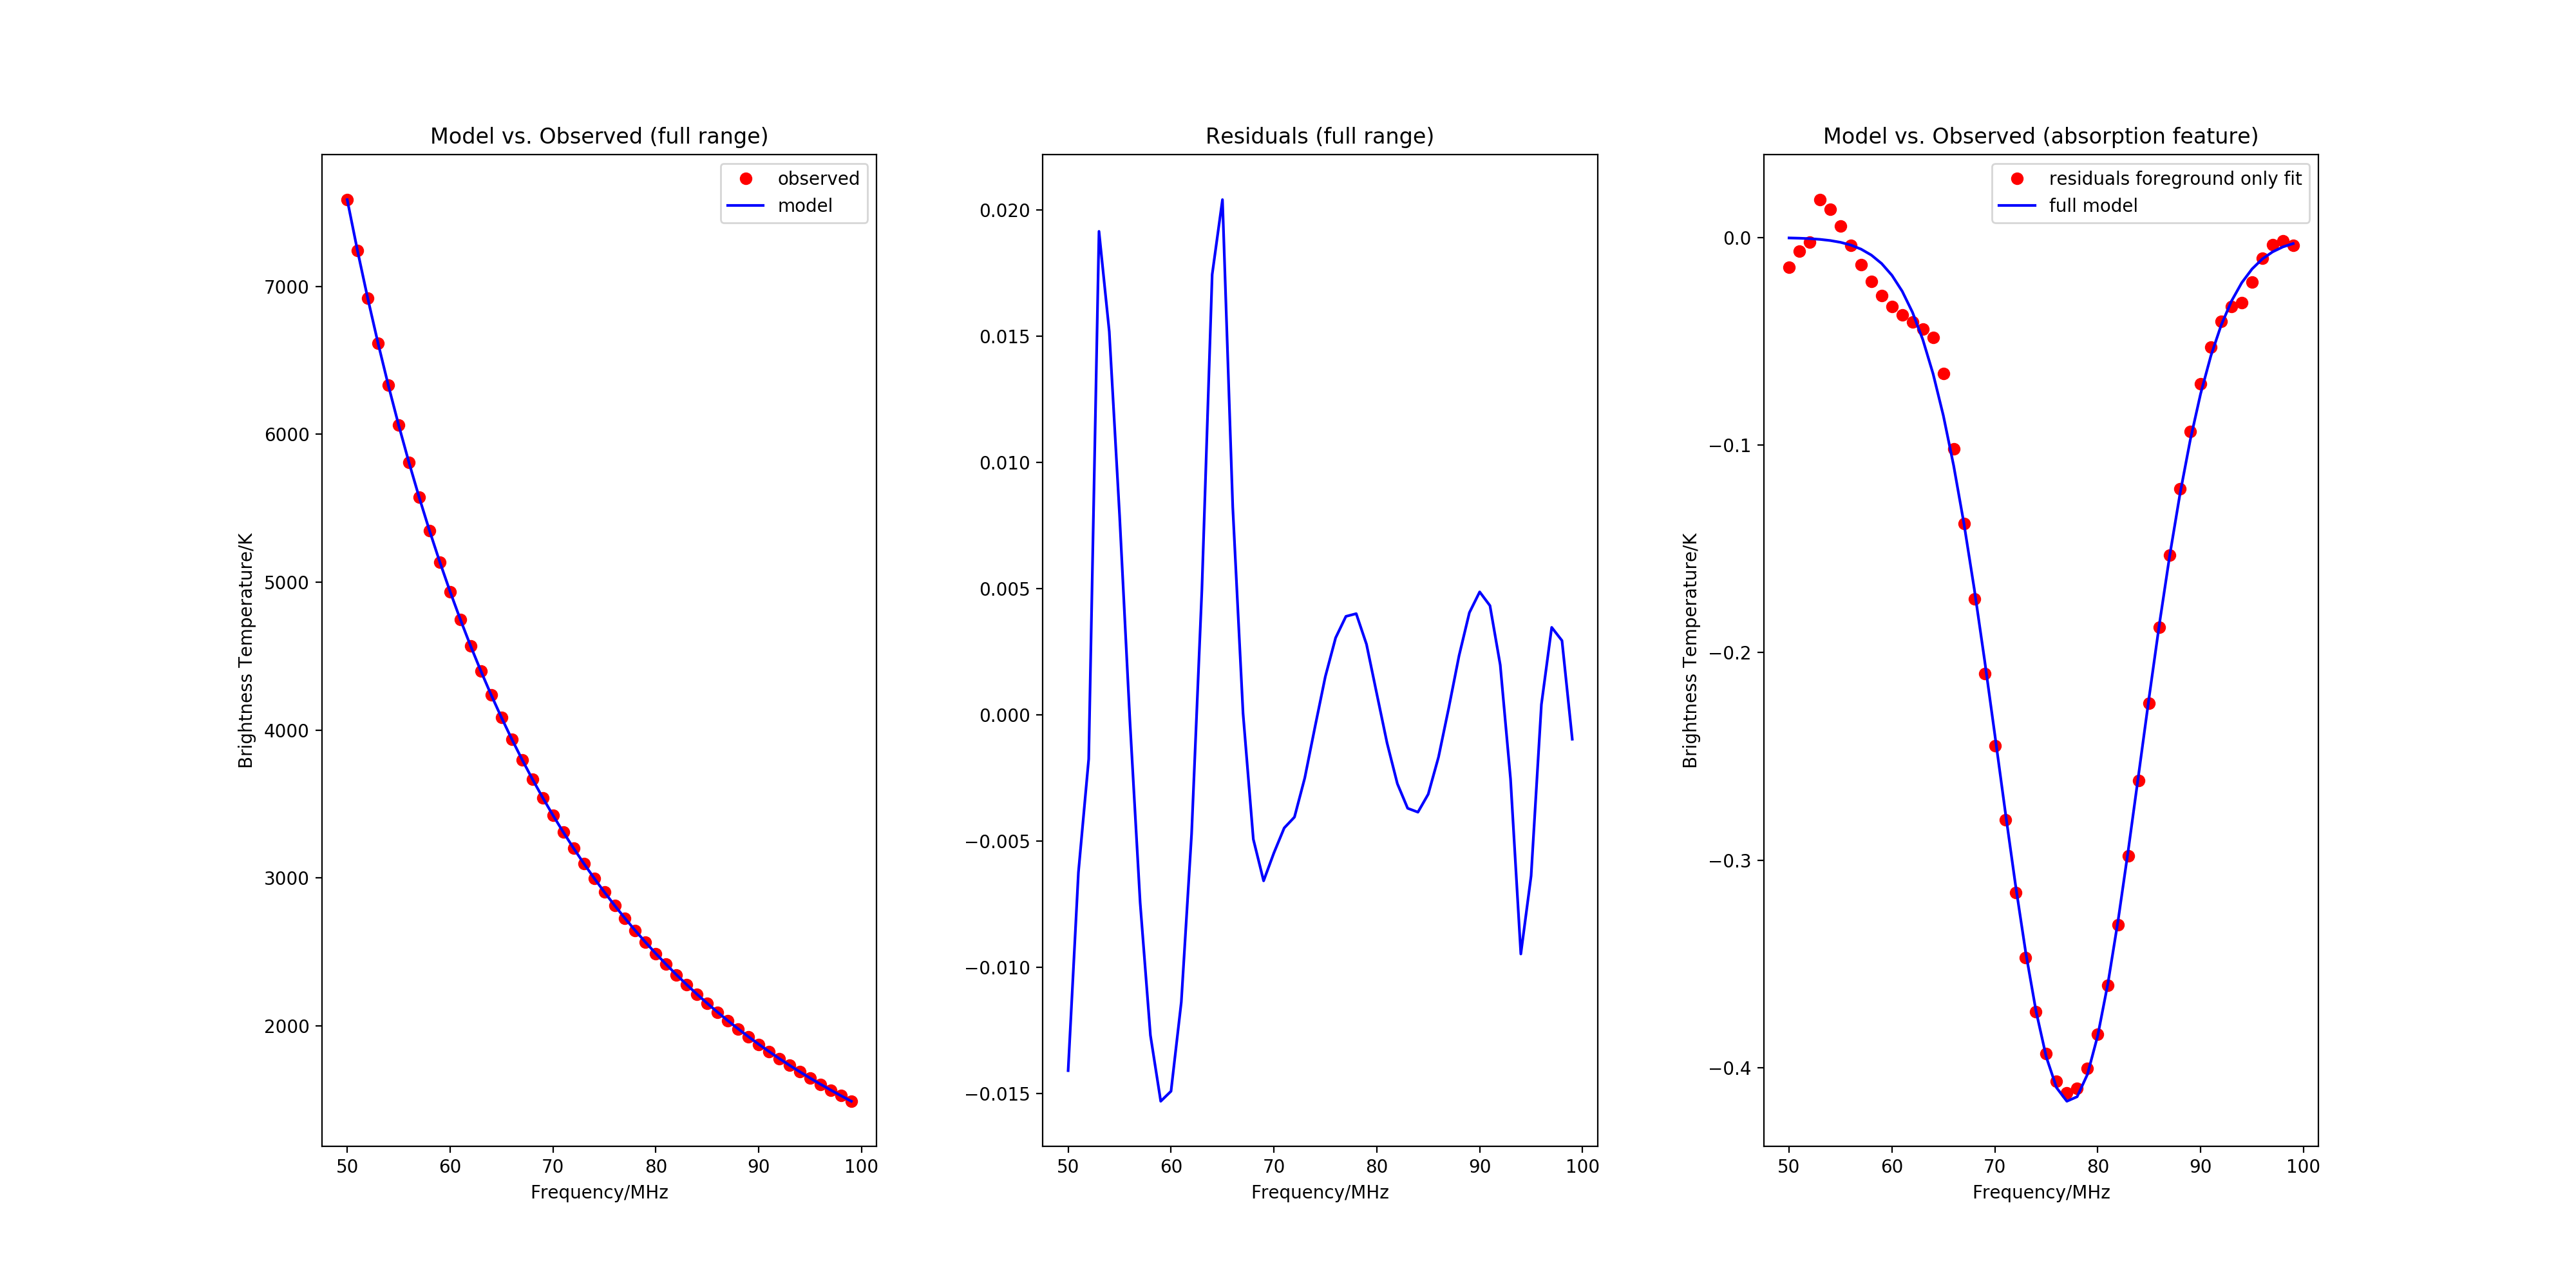 Model vs. Observed (full range)
observed
model
7000
6000
5000
4000
3000
2000
Brightness Temperature/K
50 60 70 80 90 100
Frequency/MHz
Residuals (full range)
0.020
0.015
0.010
0.005
0.000
−0.005
−0.010
−0.015
50 60 70 80 90 100
Frequency/MHz
Model vs. Observed (absorption feature)
residuals foreground only fit
full model
0.0
−0.1
−0.2
−0.3
−0.4
Brightness Temperature/K
50 60 70 80 90 100
Frequency/MHz